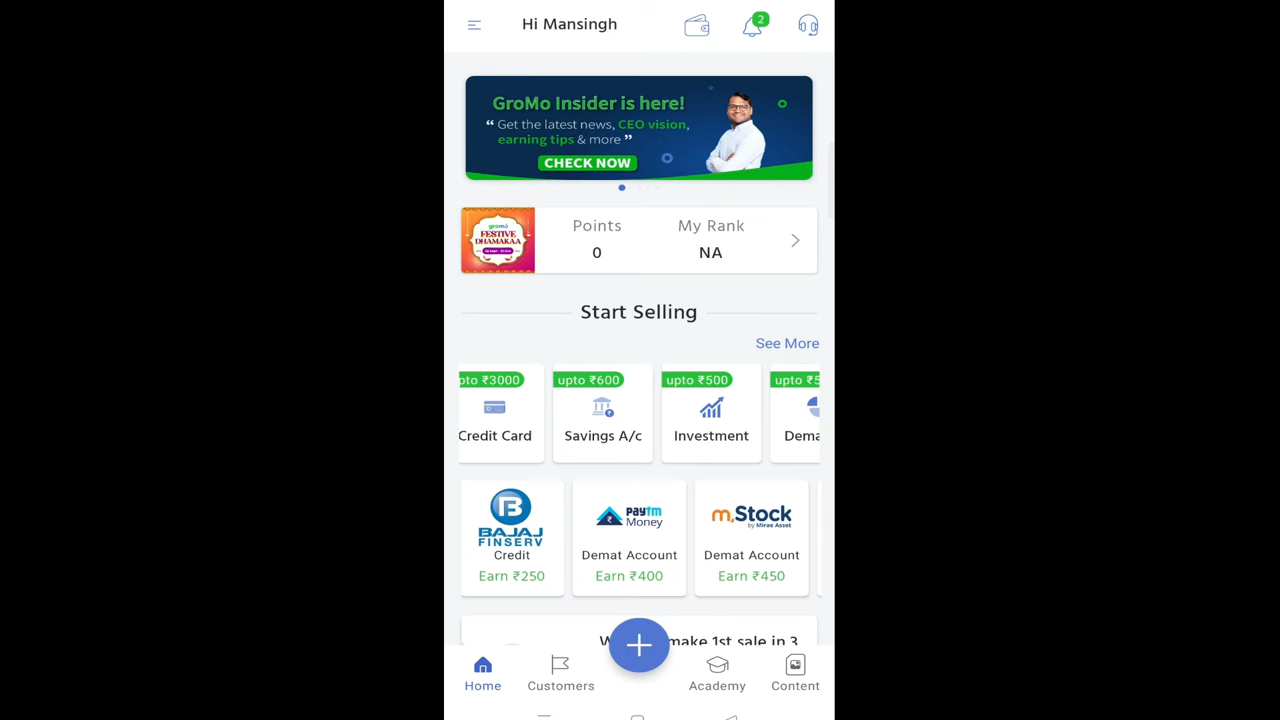 Hi Mansingh
2
GroMo Insider is here!
“ Get the latest news, CEO vision,
earning tips & more ”
CHECK NOW
gromo
FESTIVE
DHAMAKAA
Points
My Rank
0
NA
Start Selling
See More
pto ₹3000
upto ₹600
upto ₹500
upto ₹5
Credit Card
Savings A/c
Investment
Dema
BAJAJ
FINSERV
Paytm
Money
m.Stock
by Mirae Asset
Credit
Demat Account
Demat Account
Earn ₹250
Earn ₹400
Earn ₹450
make 1st sale in 3
Home
Customers
Academy
Content